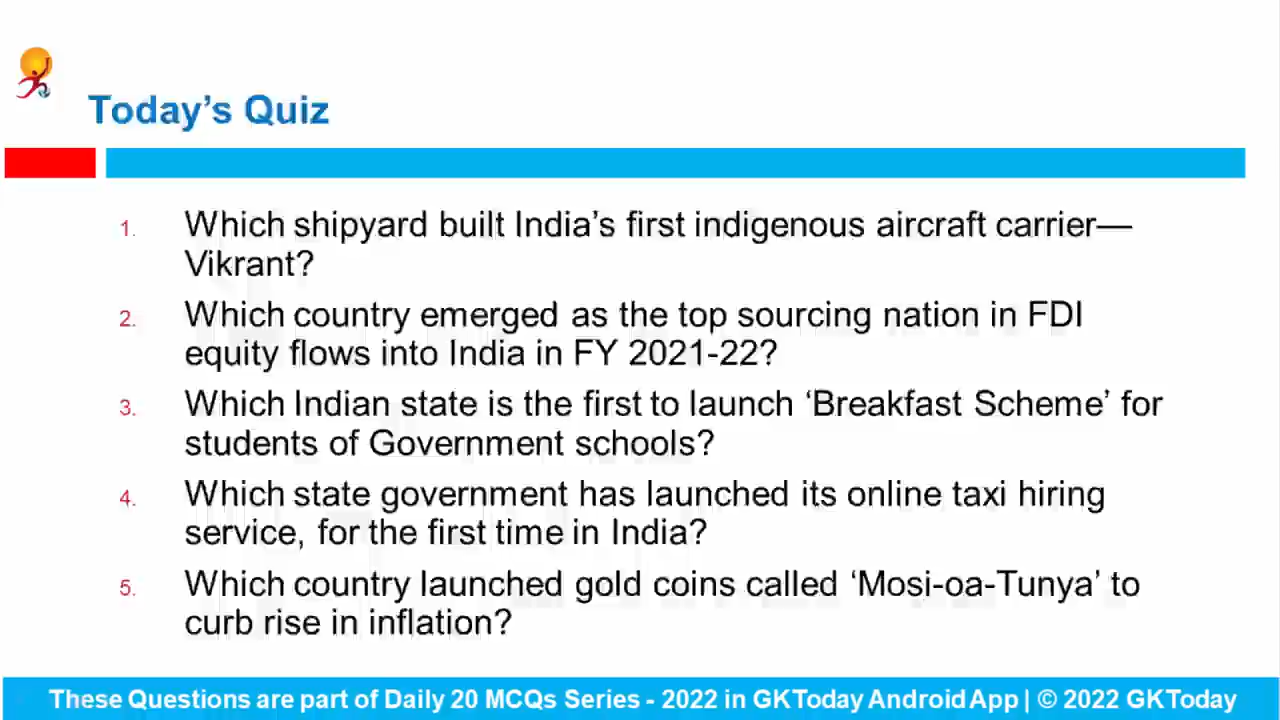 Today’s Quiz
1. Which shipyard built India’s first indigenous aircraft carrier—
Vikrant?
2. Which country emerged as the top sourcing nation in FDI
equity flows into India in FY 2021-22?
3. Which Indian state is the first to launch ‘Breakfast Scheme’ for
students of Government schools?
4. Which state government has launched its online taxi hiring
service, for the first time in India?
5. Which country launched gold coins called ‘Mosi-oa-Tunya’ to
curb rise in inflation?
These Questions are part of Daily 20 MCQs Series - 2022 in GKToday Android App | © 2022 GKToday